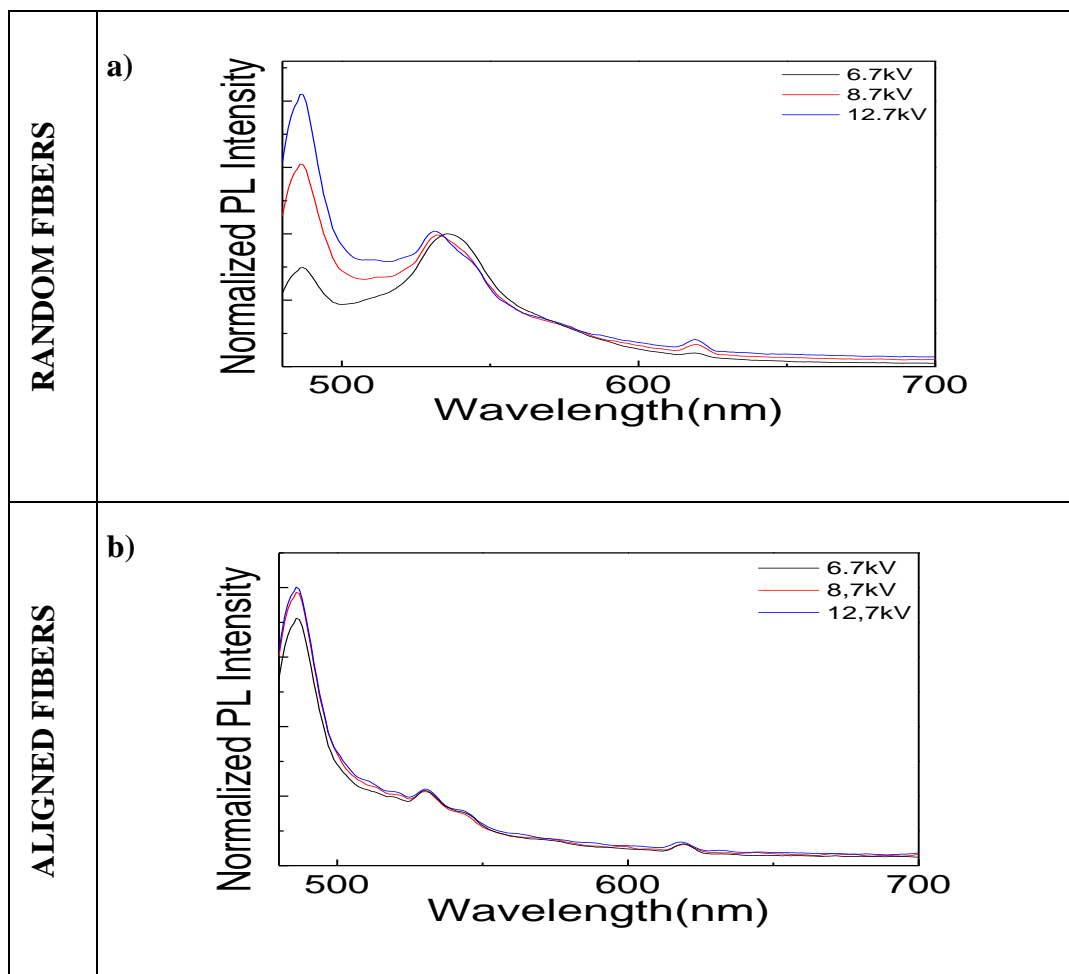 RANDOM FIBERS
a)
Normalized PL Intensity
6.7kV
8.7kV
12.7kV
500 600 700
Wavelength(nm)
ALIGNED FIBERS
b)
Normalized PL Intensity
6.7kV
8,7kV
12,7kV
500 600 700
Wavelength(nm)